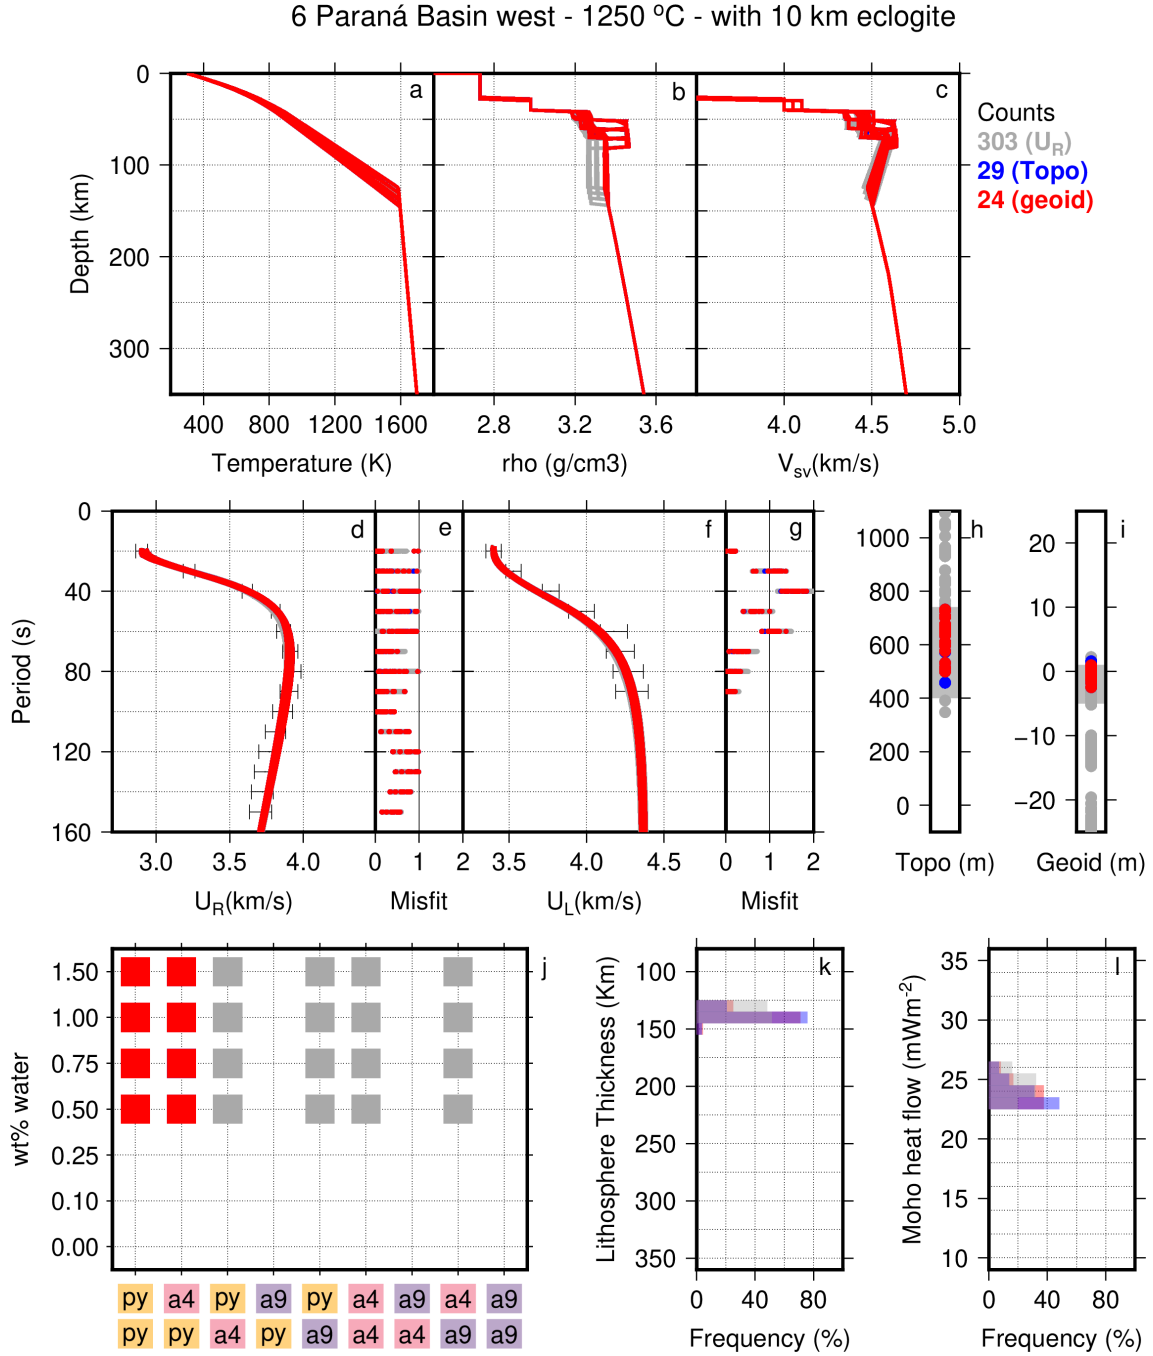 6 Paraná Basin west - 1250 ºC - with 10 km eclogite
a b c
0
100
200
300
Depth (km)
400 800 1200 1600
2.8 3.2 3.6
4.0 4.5 5.0
Temperature (K)
rho (g/cm3)
Vsv(km/s)
Counts
303 (UR)
29 (Topo)
24 (geoid)
d e f g h i
0
40
80
120
160
Period (s)
3.0 3.5 4.0
0 1 2
3.5 4.0 4.5
0 1 2
UR(km/s)
Misfit
UL(km/s)
Misfit
1000
800
600
400
200
0
Topo (m)
20
10
0
−10
−20
Geoid (m)
j
1.50
1.00
0.75
0.50
0.25
0.10
0.00
wt% water
py a4 py a9 py a4 a9 a4 a9
py py a4 py a9 a4 a4 a9 a9
k
100
150
200
250
300
350
Lithosphere Thickness (Km)
0 40 80
Frequency (%)
l
35
30
25
20
15
10
Moho heat flow (mWm-2)
0 40 80
Frequency (%)